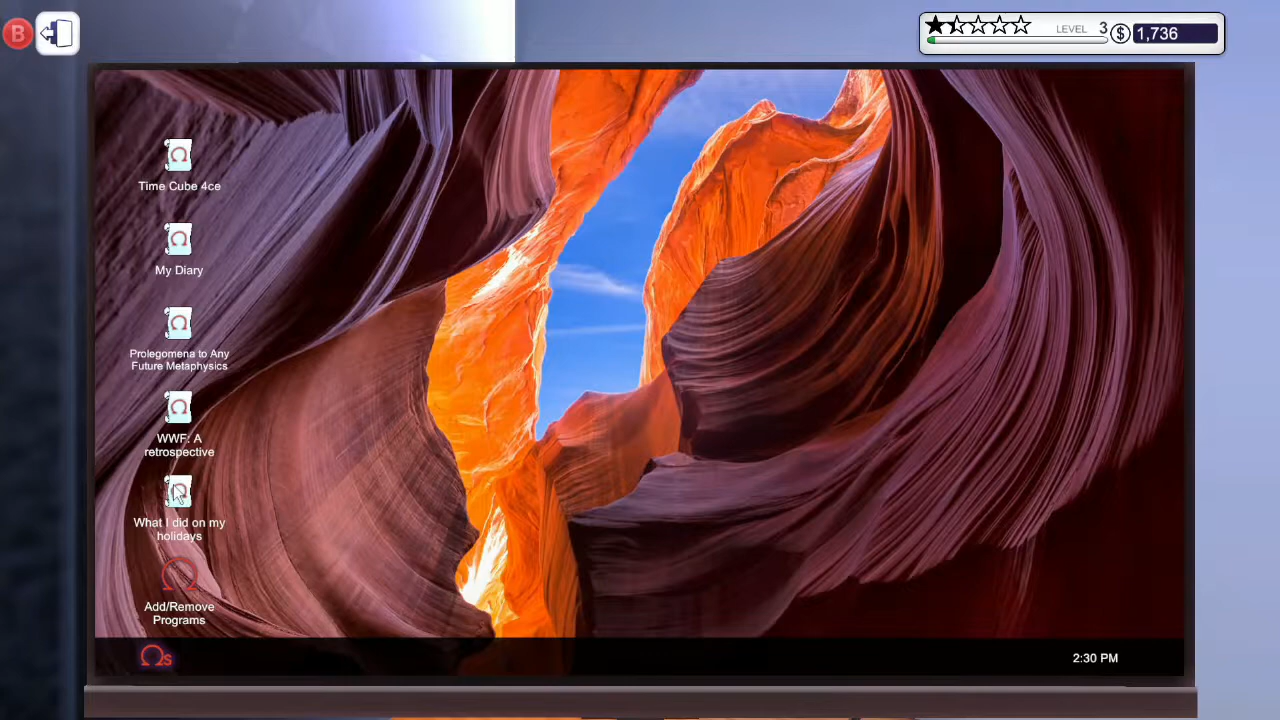 B
LEVEL 3
$ 1,736
Time Cube 4ce
My Diary
Prolegomena to Any
Future Metaphysics
WWF: A
retrospective
What I did on my
holidays
Add/Remove
Programs
Ωs
2:30 PM